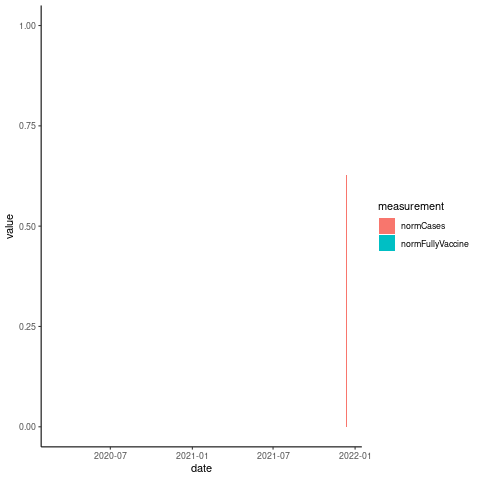 1.00
0.75
0.50
0.25
0.00
value
2020-07
2021-01
2021-07
2022-01
date
measurement
normCases
normFullyVaccine